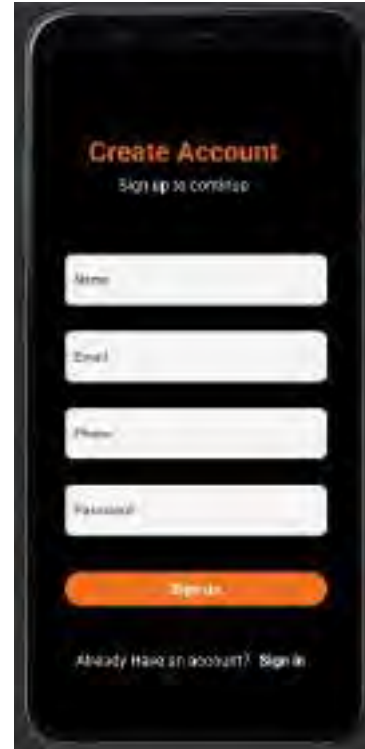 Create Account
Sign up to continue
Name
Email
Phone
Password
Sign Up
Already Have an account? Sign in